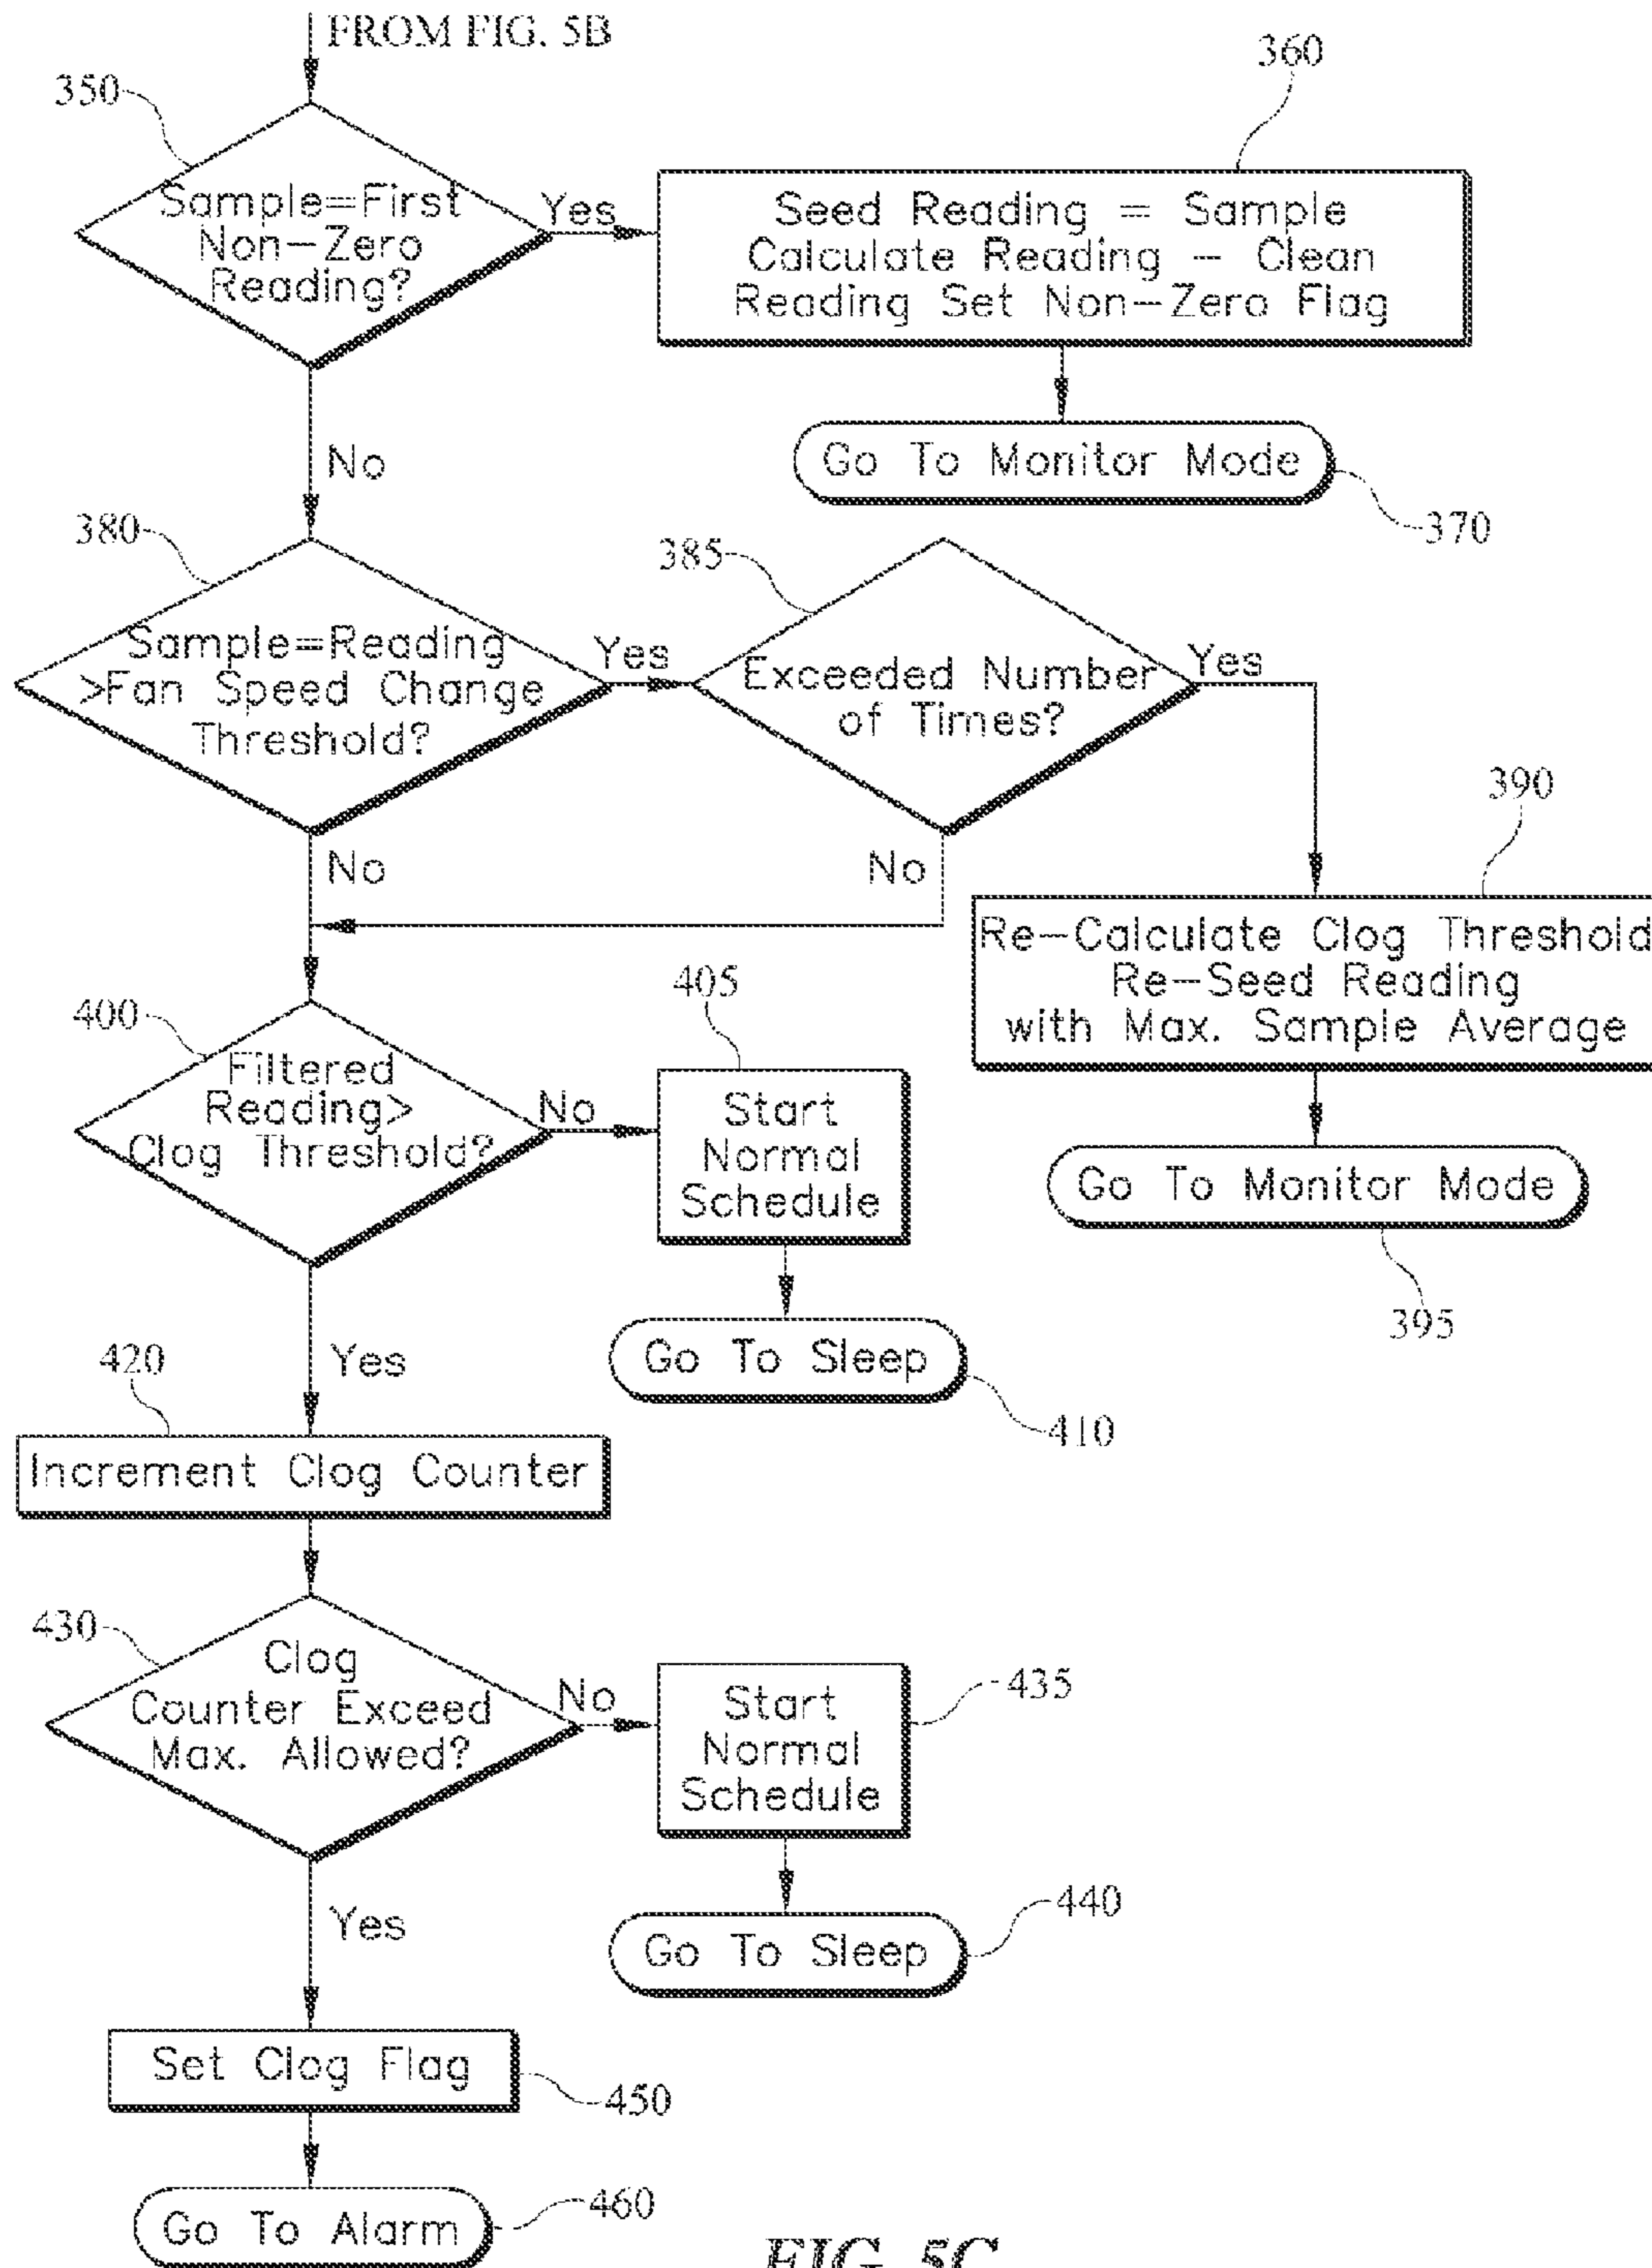 FROM FIG. 5B
350
Sample=First
Non-Zero
Reading?
Yes
360
Seed Reading = Sample
Calculate Reading - Clean
Reading Set Non-Zero Flag
Go To Monitor Mode
370
No
380
Sample=Reading
>Fan Speed Change
Threshold?
Yes
385
Exceeded Number
of Times?
Yes
No
No
390
Re-Calculate Clog Threshold
Re-Seed Reading
with Max. Sample Average
Go To Monitor Mode
395
400
Filtered
Reading>
Clog Threshold?
No
405
Start
Normal
Schedule
Go To Sleep
410
Yes
420
Increment Clog Counter
430
Clog
Counter Exceed
Max. Allowed?
No
Start
Normal
Schedule
435
Go To Sleep
440
Yes
Set Clog Flag
450
Go To Alarm
460
FIG. 5C